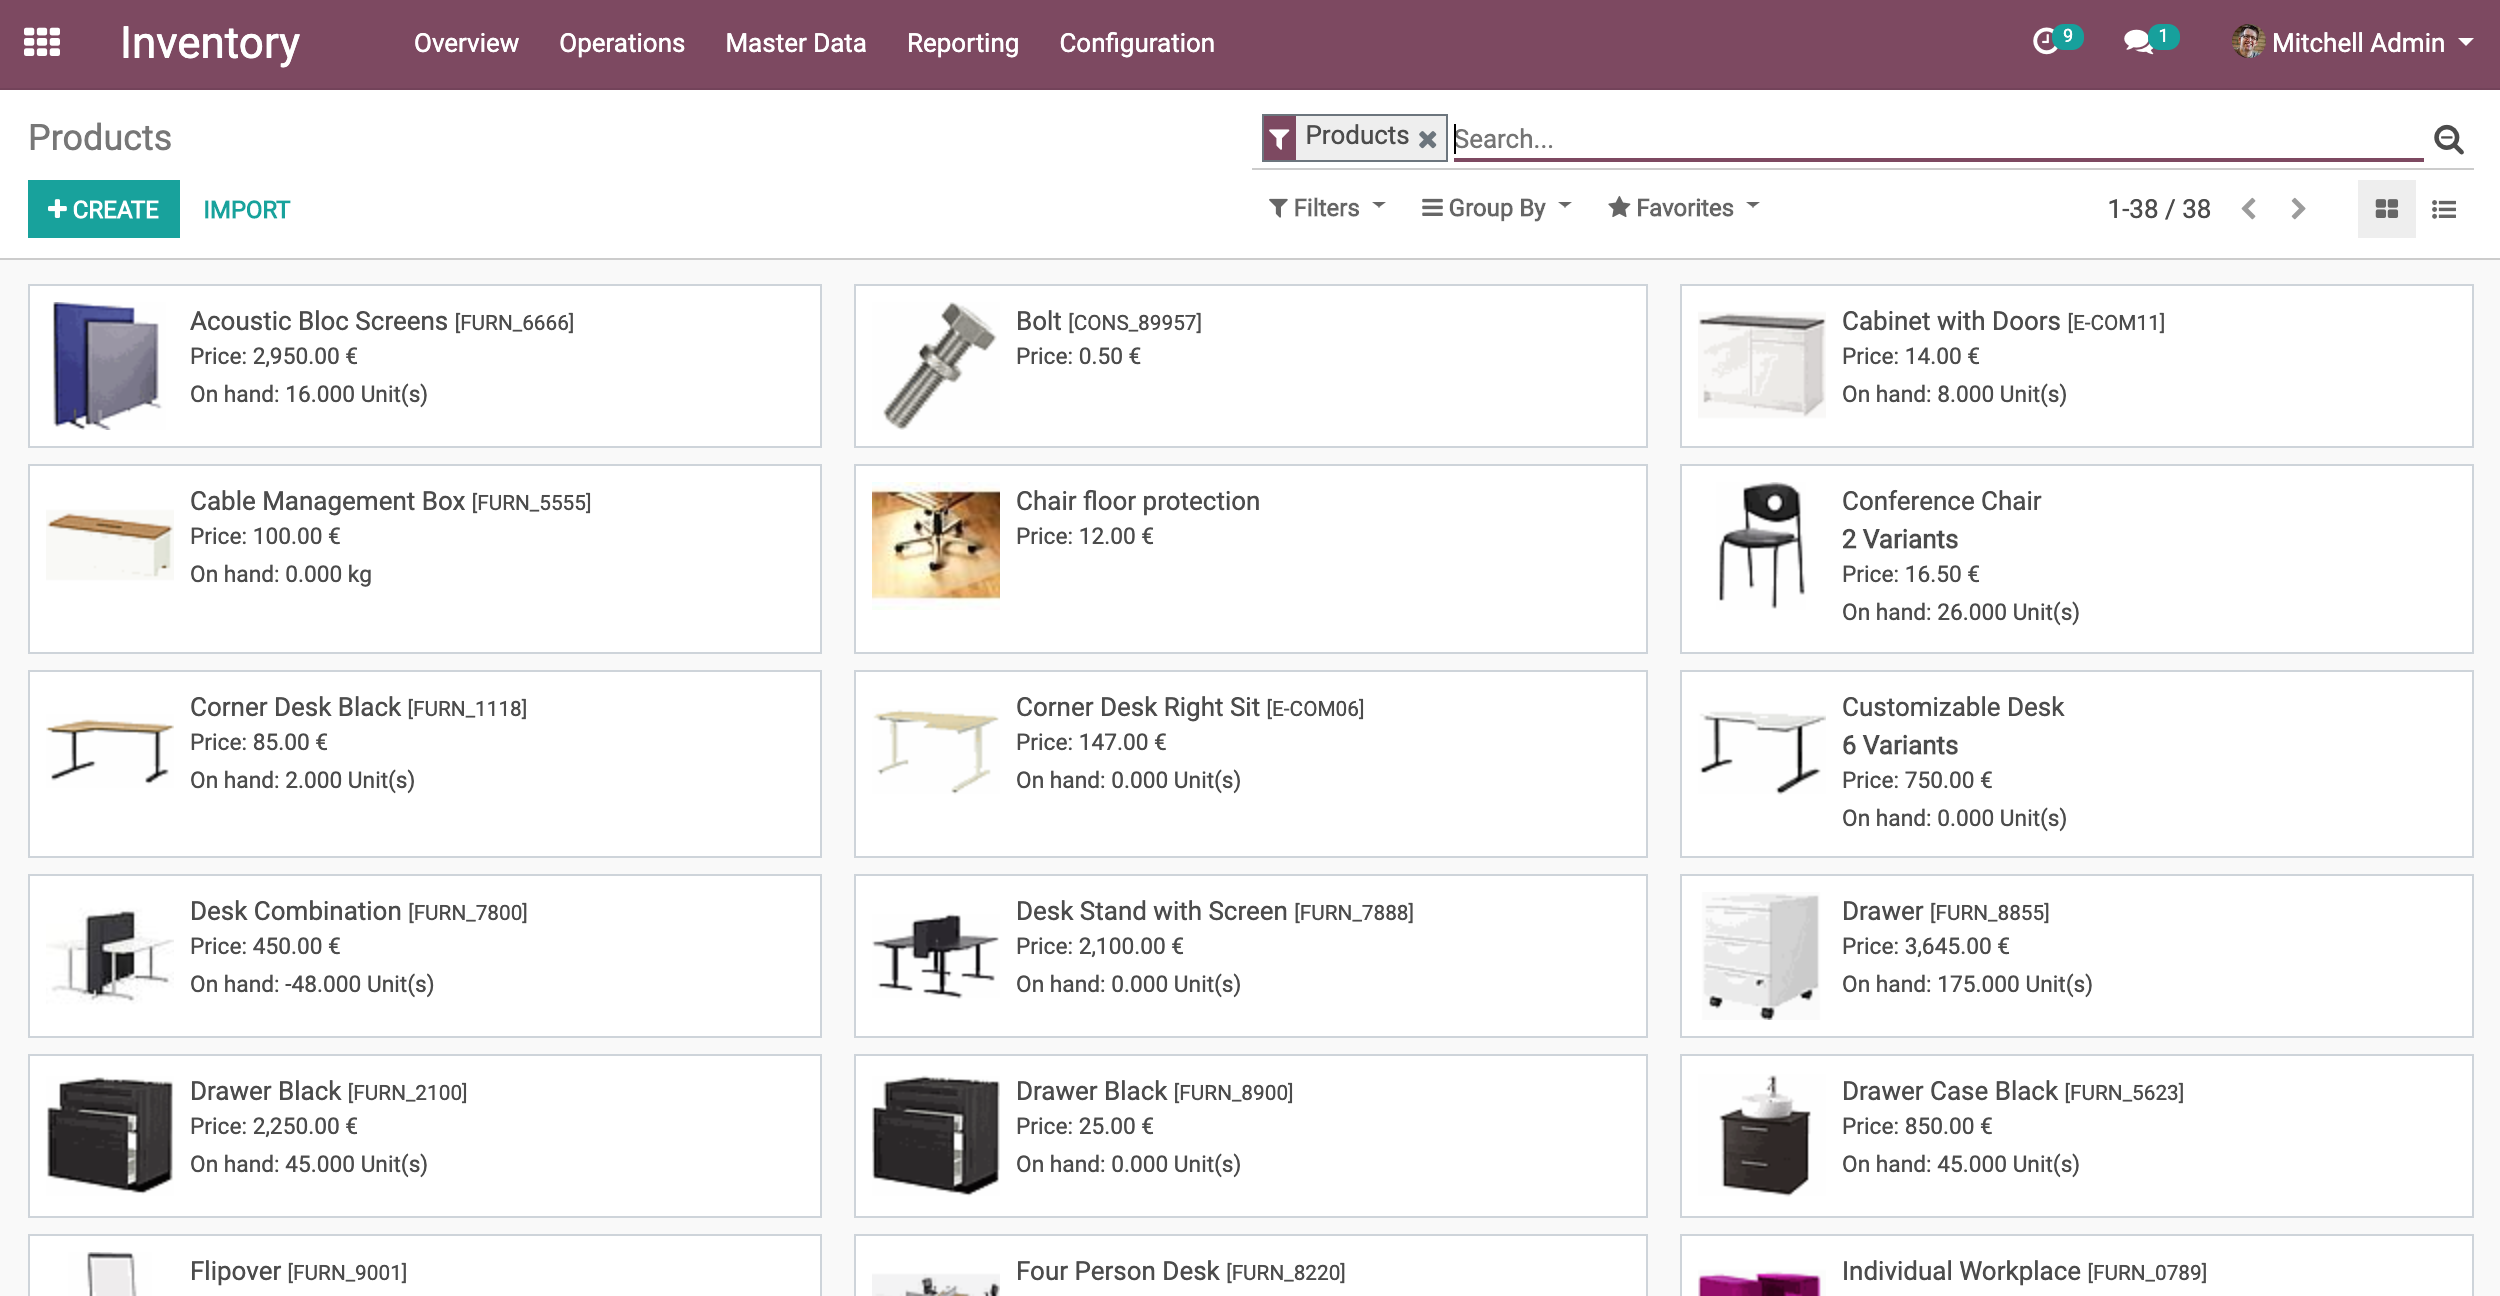 Inventory Overview Operations Master Data Reporting Configuration 9 1 Mitchell Admin
Products
Products Search...
CREATE IMPORT Filters Group By Favorites 1-38 / 38
Acoustic Bloc Screens [FURN_6666]
Price: 2,950.00 €
On hand: 16.000 Unit(s)
Bolt [CONS_89957]
Price: 0.50 €
Cabinet with Doors [E-COM11]
Price: 14.00 €
On hand: 8.000 Unit(s)
Cable Management Box [FURN_5555]
Price: 100.00 €
On hand: 0.000 kg
Chair floor protection
Price: 12.00 €
Conference Chair
2 Variants
Price: 16.50 €
On hand: 26.000 Unit(s)
Corner Desk Black [FURN_1118]
Price: 85.00 €
On hand: 2.000 Unit(s)
Corner Desk Right Sit [E-COM06]
Price: 147.00 €
On hand: 0.000 Unit(s)
Customizable Desk
6 Variants
Price: 750.00 €
On hand: 0.000 Unit(s)
Desk Combination [FURN_7800]
Price: 450.00 €
On hand: -48.000 Unit(s)
Desk Stand with Screen [FURN_7888]
Price: 2,100.00 €
On hand: 0.000 Unit(s)
Drawer [FURN_8855]
Price: 3,645.00 €
On hand: 175.000 Unit(s)
Drawer Black [FURN_2100]
Price: 2,250.00 €
On hand: 45.000 Unit(s)
Drawer Black [FURN_8900]
Price: 25.00 €
On hand: 0.000 Unit(s)
Drawer Case Black [FURN_5623]
Price: 850.00 €
On hand: 45.000 Unit(s)
Flipover [FURN_9001]
Four Person Desk [FURN_8220]
Individual Workplace [FURN_0789]